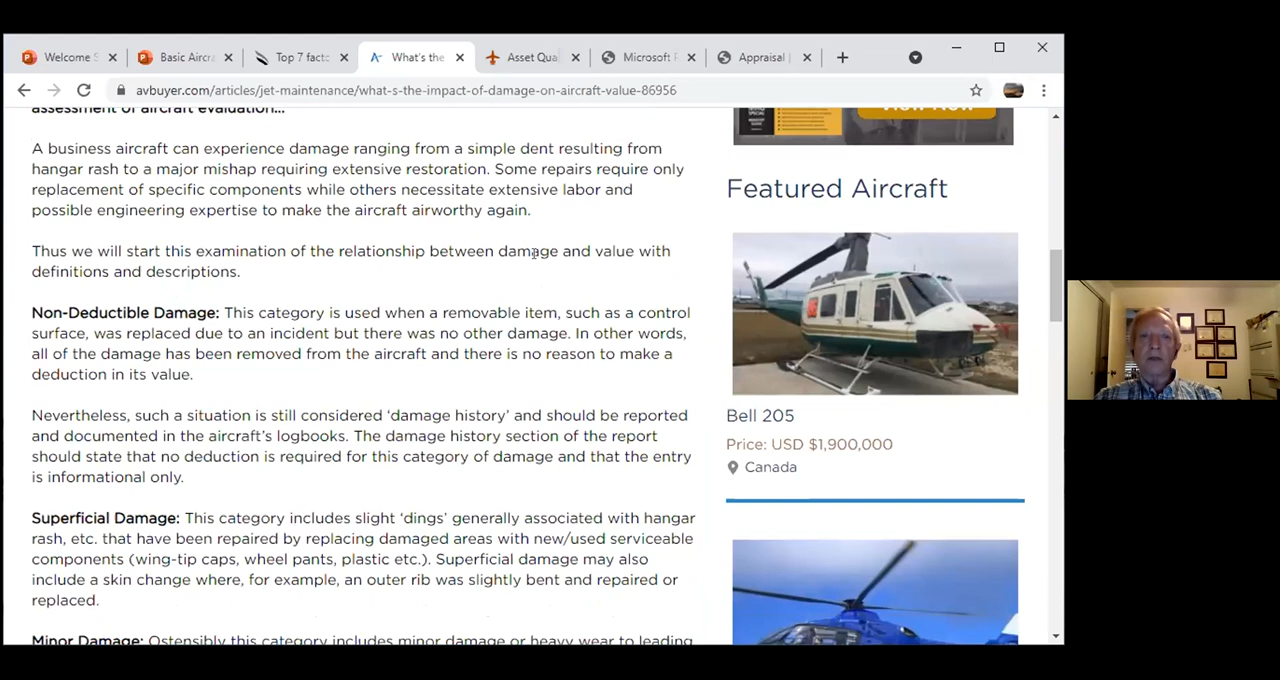 Welcome S
Basic Aircra
Top 7 facto
What's the
Asset Qua
Microsoft P
Appraisal |
avbuyer.com/articles/jet-maintenance/what-s-the-impact-of-damage-on-aircraft-value-86956
assessment of aircraft evaluation...
A business aircraft can experience damage ranging from a simple dent resulting from
hangar rash to a major mishap requiring extensive restoration. Some repairs require only
replacement of specific components while others necessitate extensive labor and
possible engineering expertise to make the aircraft airworthy again.
Thus we will start this examination of the relationship between damage and value with
definitions and descriptions.
Non-Deductible Damage: This category is used when a removable item, such as a control
surface, was replaced due to an incident but there was no other damage. In other words,
all of the damage has been removed from the aircraft and there is no reason to make a
deduction in its value.
Nevertheless, such a situation is still considered ‘damage history’ and should be reported
and documented in the aircraft’s logbooks. The damage history section of the report
should state that no deduction is required for this category of damage and that the entry
is informational only.
Superficial Damage: This category includes slight ‘dings’ generally associated with hangar
rash, etc. that have been repaired by replacing damaged areas with new/used serviceable
components (wing-tip caps, wheel pants, plastic etc.). Superficial damage may also
include a skin change where, for example, an outer rib was slightly bent and repaired or
replaced.
Minor Damage: Ostensibly this category includes minor damage or heavy wear to leading
Featured Aircraft
Bell 205
Price: USD $1,900,000
Canada